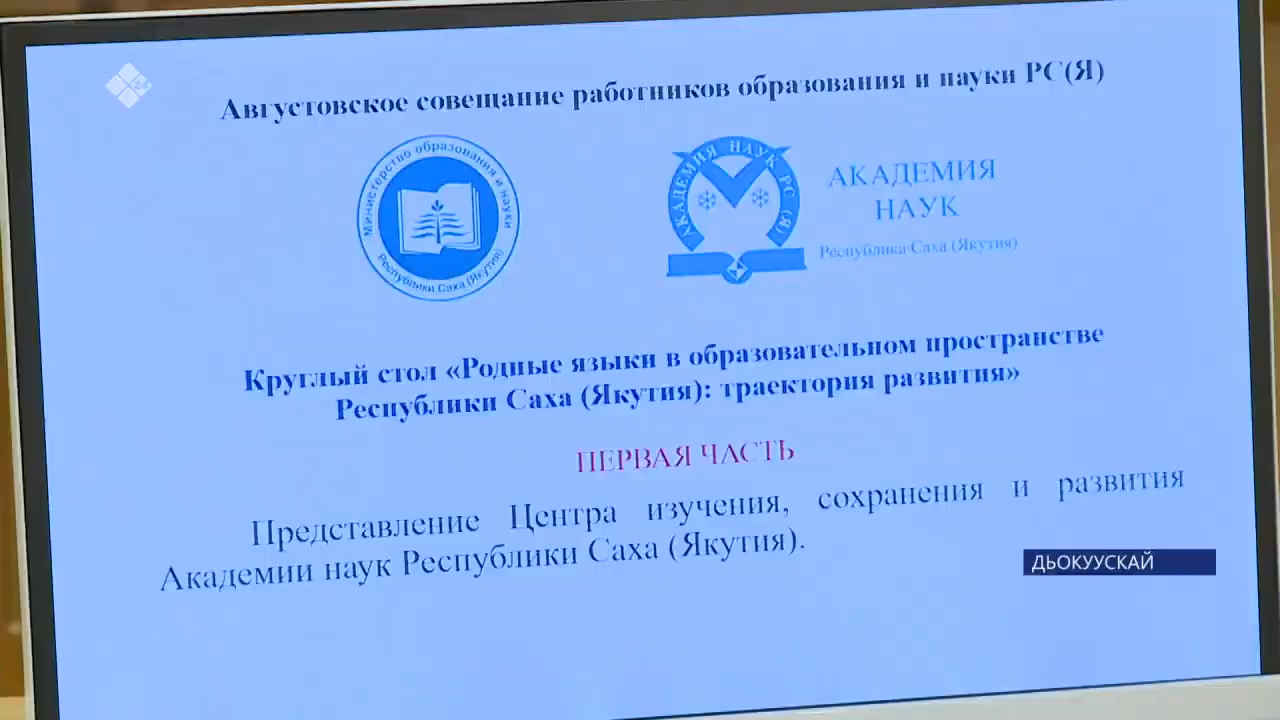 24
Августовское совещание работников образования и науки РС(Я)
Министерство образования и науки
Республики Саха (Якутия)
АКАДЕМИЯ НАУК РС (Я)
АКАДЕМИЯ
НАУК
Республика Саха (Якутия)
Круглый стол «Родные языки в образовательном пространстве
Республики Саха (Якутия): траектория развития»
ПЕРВАЯ ЧАСТЬ
Представление Центра изучения, сохранения и развития
Академии наук Республики Саха (Якутия).
ДЬОКУУСКАЙ